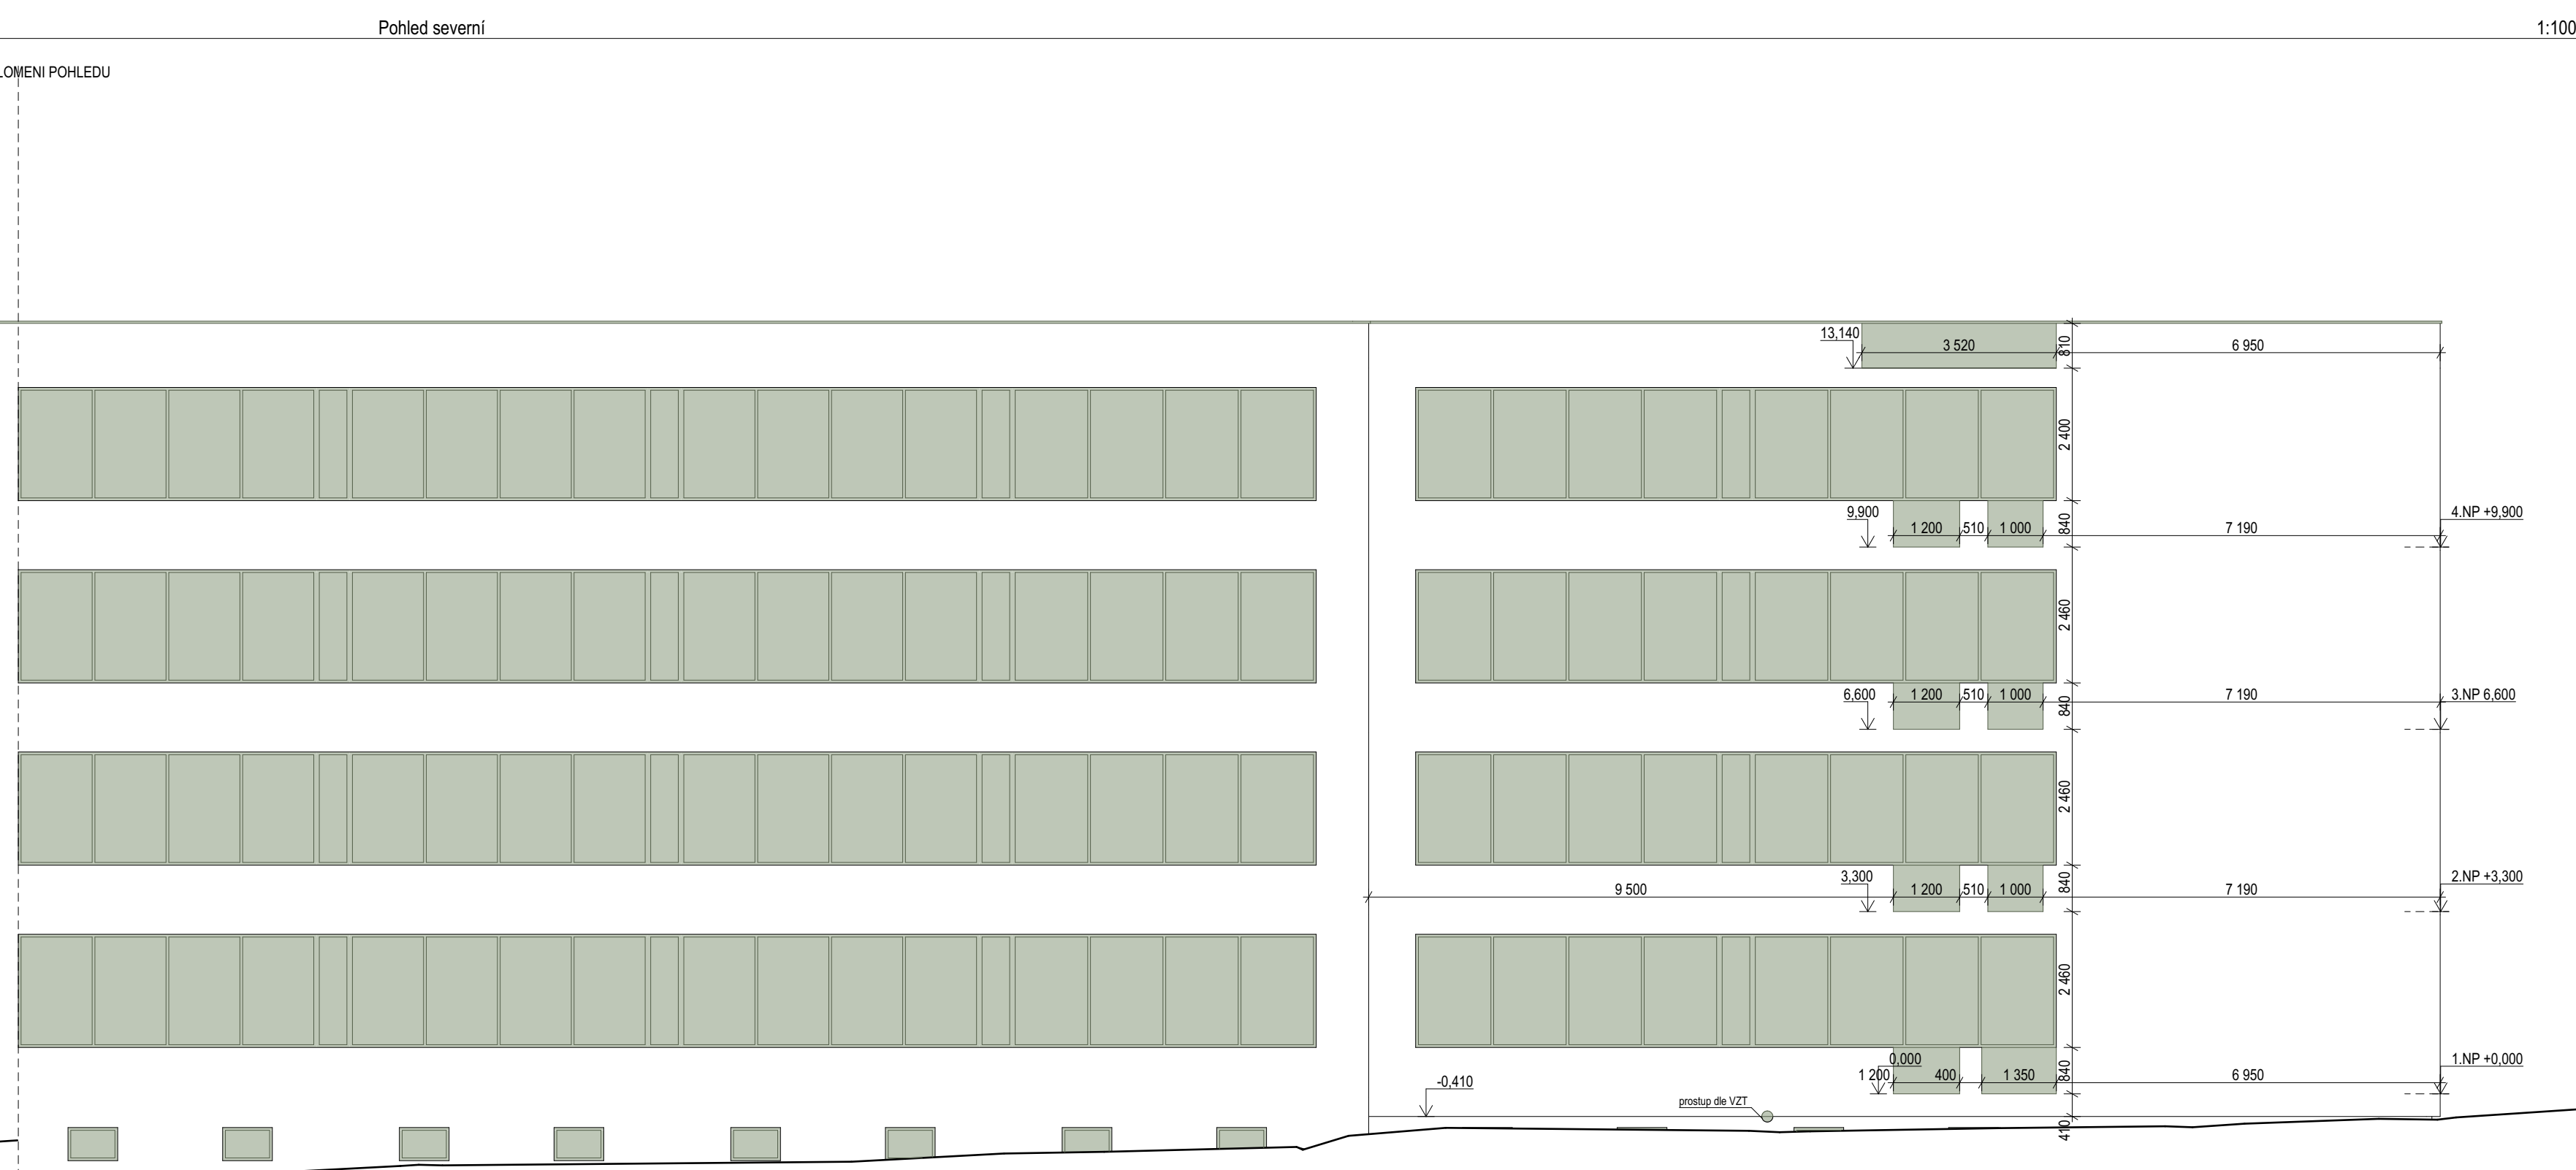 Pohled severní 1:100
LOMENI POHLEDU
13,140
3 520
810
6 950
2 400
9,900
1 200 510 1 000
840
7 190
4.NP +9,900
2 460
6,600
1 200 510 1 000
840
7 190
3.NP 6,600
2 460
9 500
3,300
1 200 510 1 000
840
7 190
2.NP +3,300
2 460
-0,410
prostup dle VZT
0,000
1 200 400 1 350
840
6 950
1.NP +0,000
410